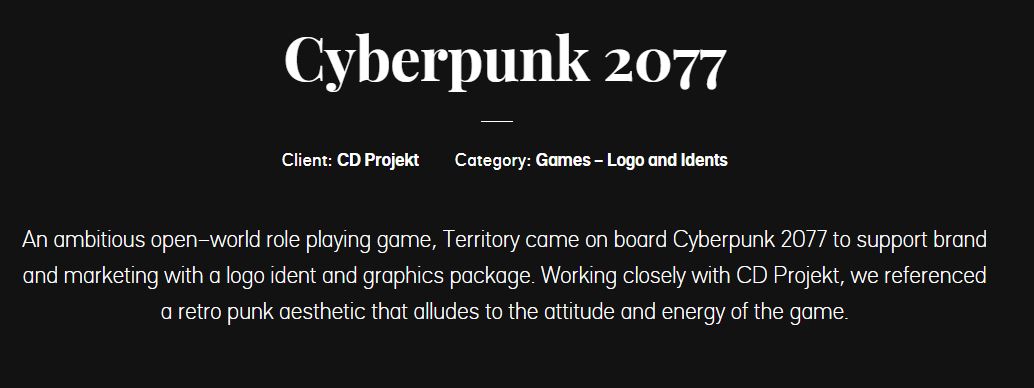 Cyberpunk 2077
Client: CD Projekt Category: Games – Logo and Idents
An ambitious open–world role playing game, Territory came on board Cyberpunk 2077 to support brand
and marketing with a logo ident and graphics package. Working closely with CD Projekt, we referenced
a retro punk aesthetic that alludes to the attitude and energy of the game.